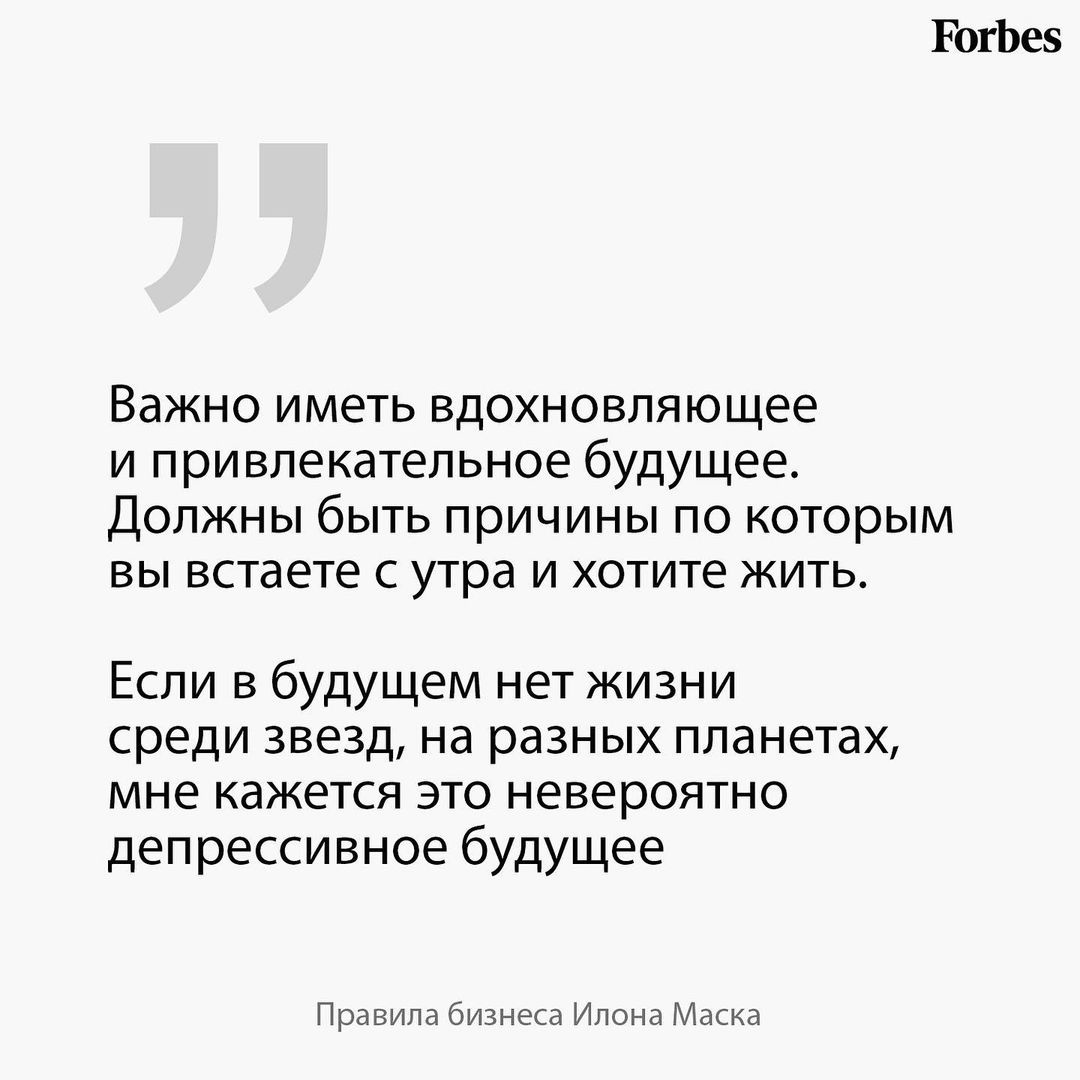 Forbes
”
Важно иметь вдохновляющее
и привлекательное будущее.
Должны быть причины по которым
вы встаете с утра и хотите жить.
Если в будущем нет жизни
среди звезд, на разных планетах,
мне кажется это невероятно
депрессивное будущее
Правила бизнеса Илона Маска